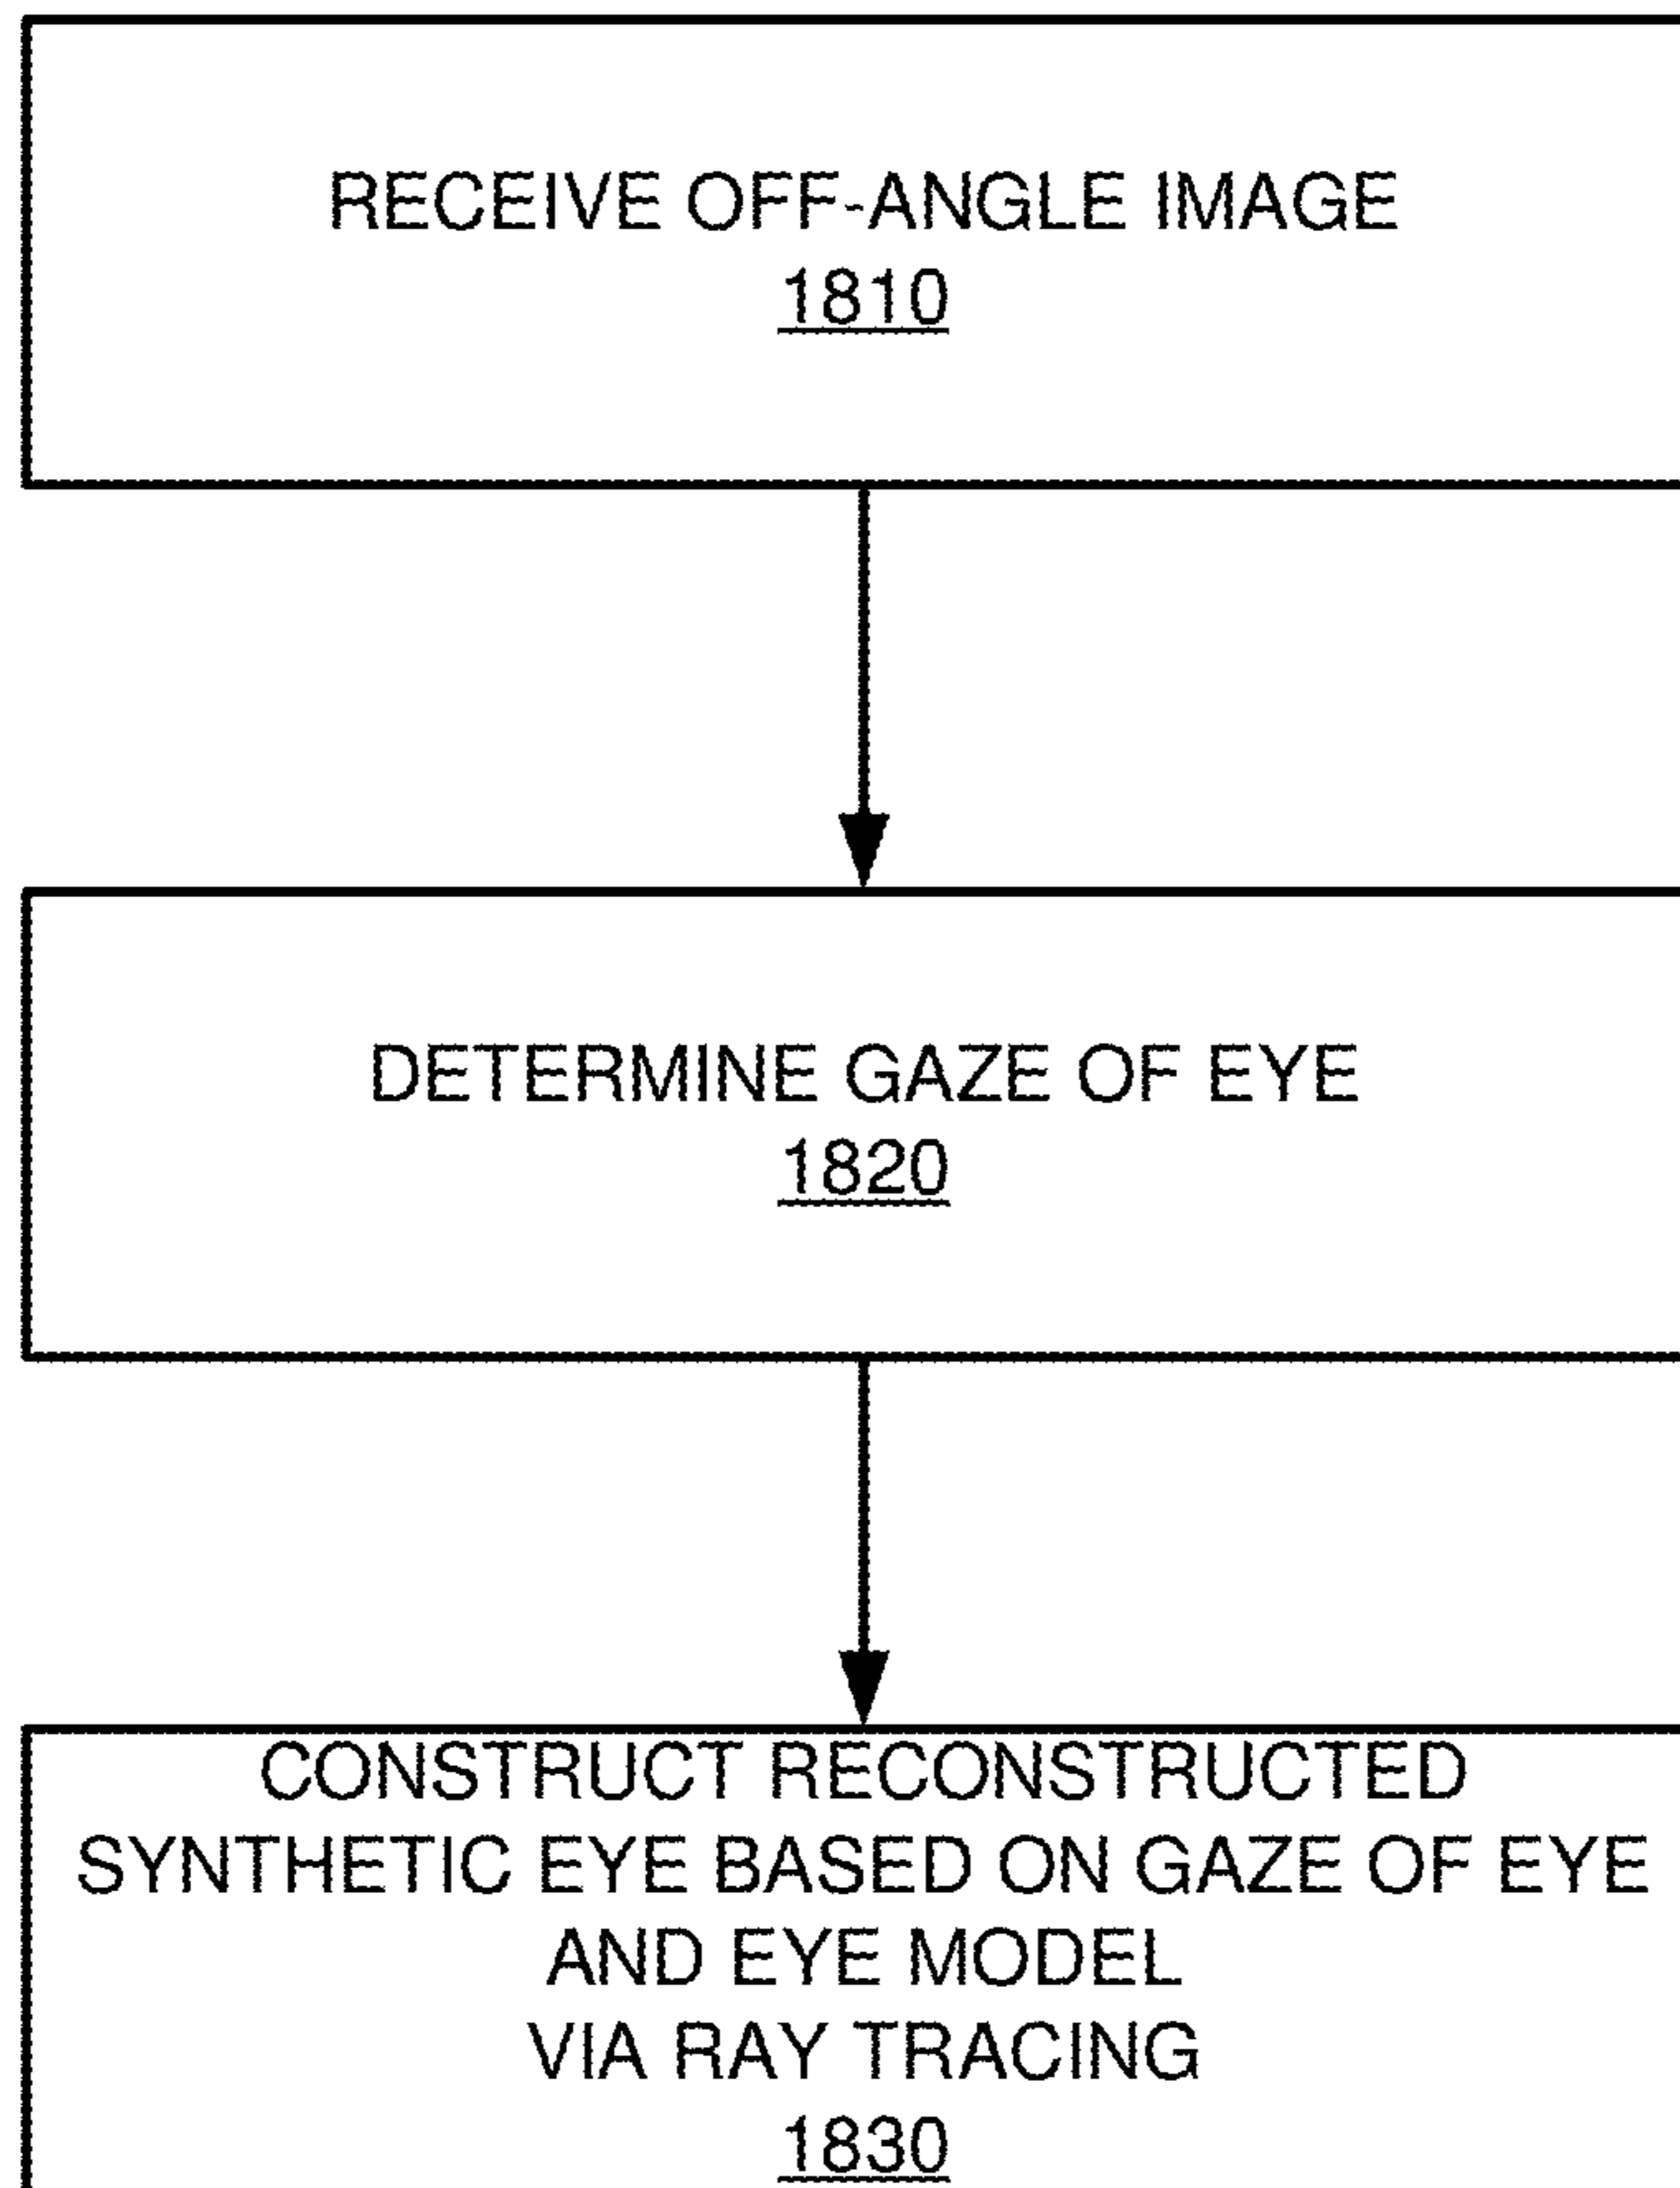 RECEIVE OFF-ANGLE IMAGE
1810
DETERMINE GAZE OF EYE
1820
CONSTRUCT RECONSTRUCTED
SYNTHETIC EYE BASED ON GAZE OF EYE
AND EYE MODEL
VIA RAY TRACING
1830